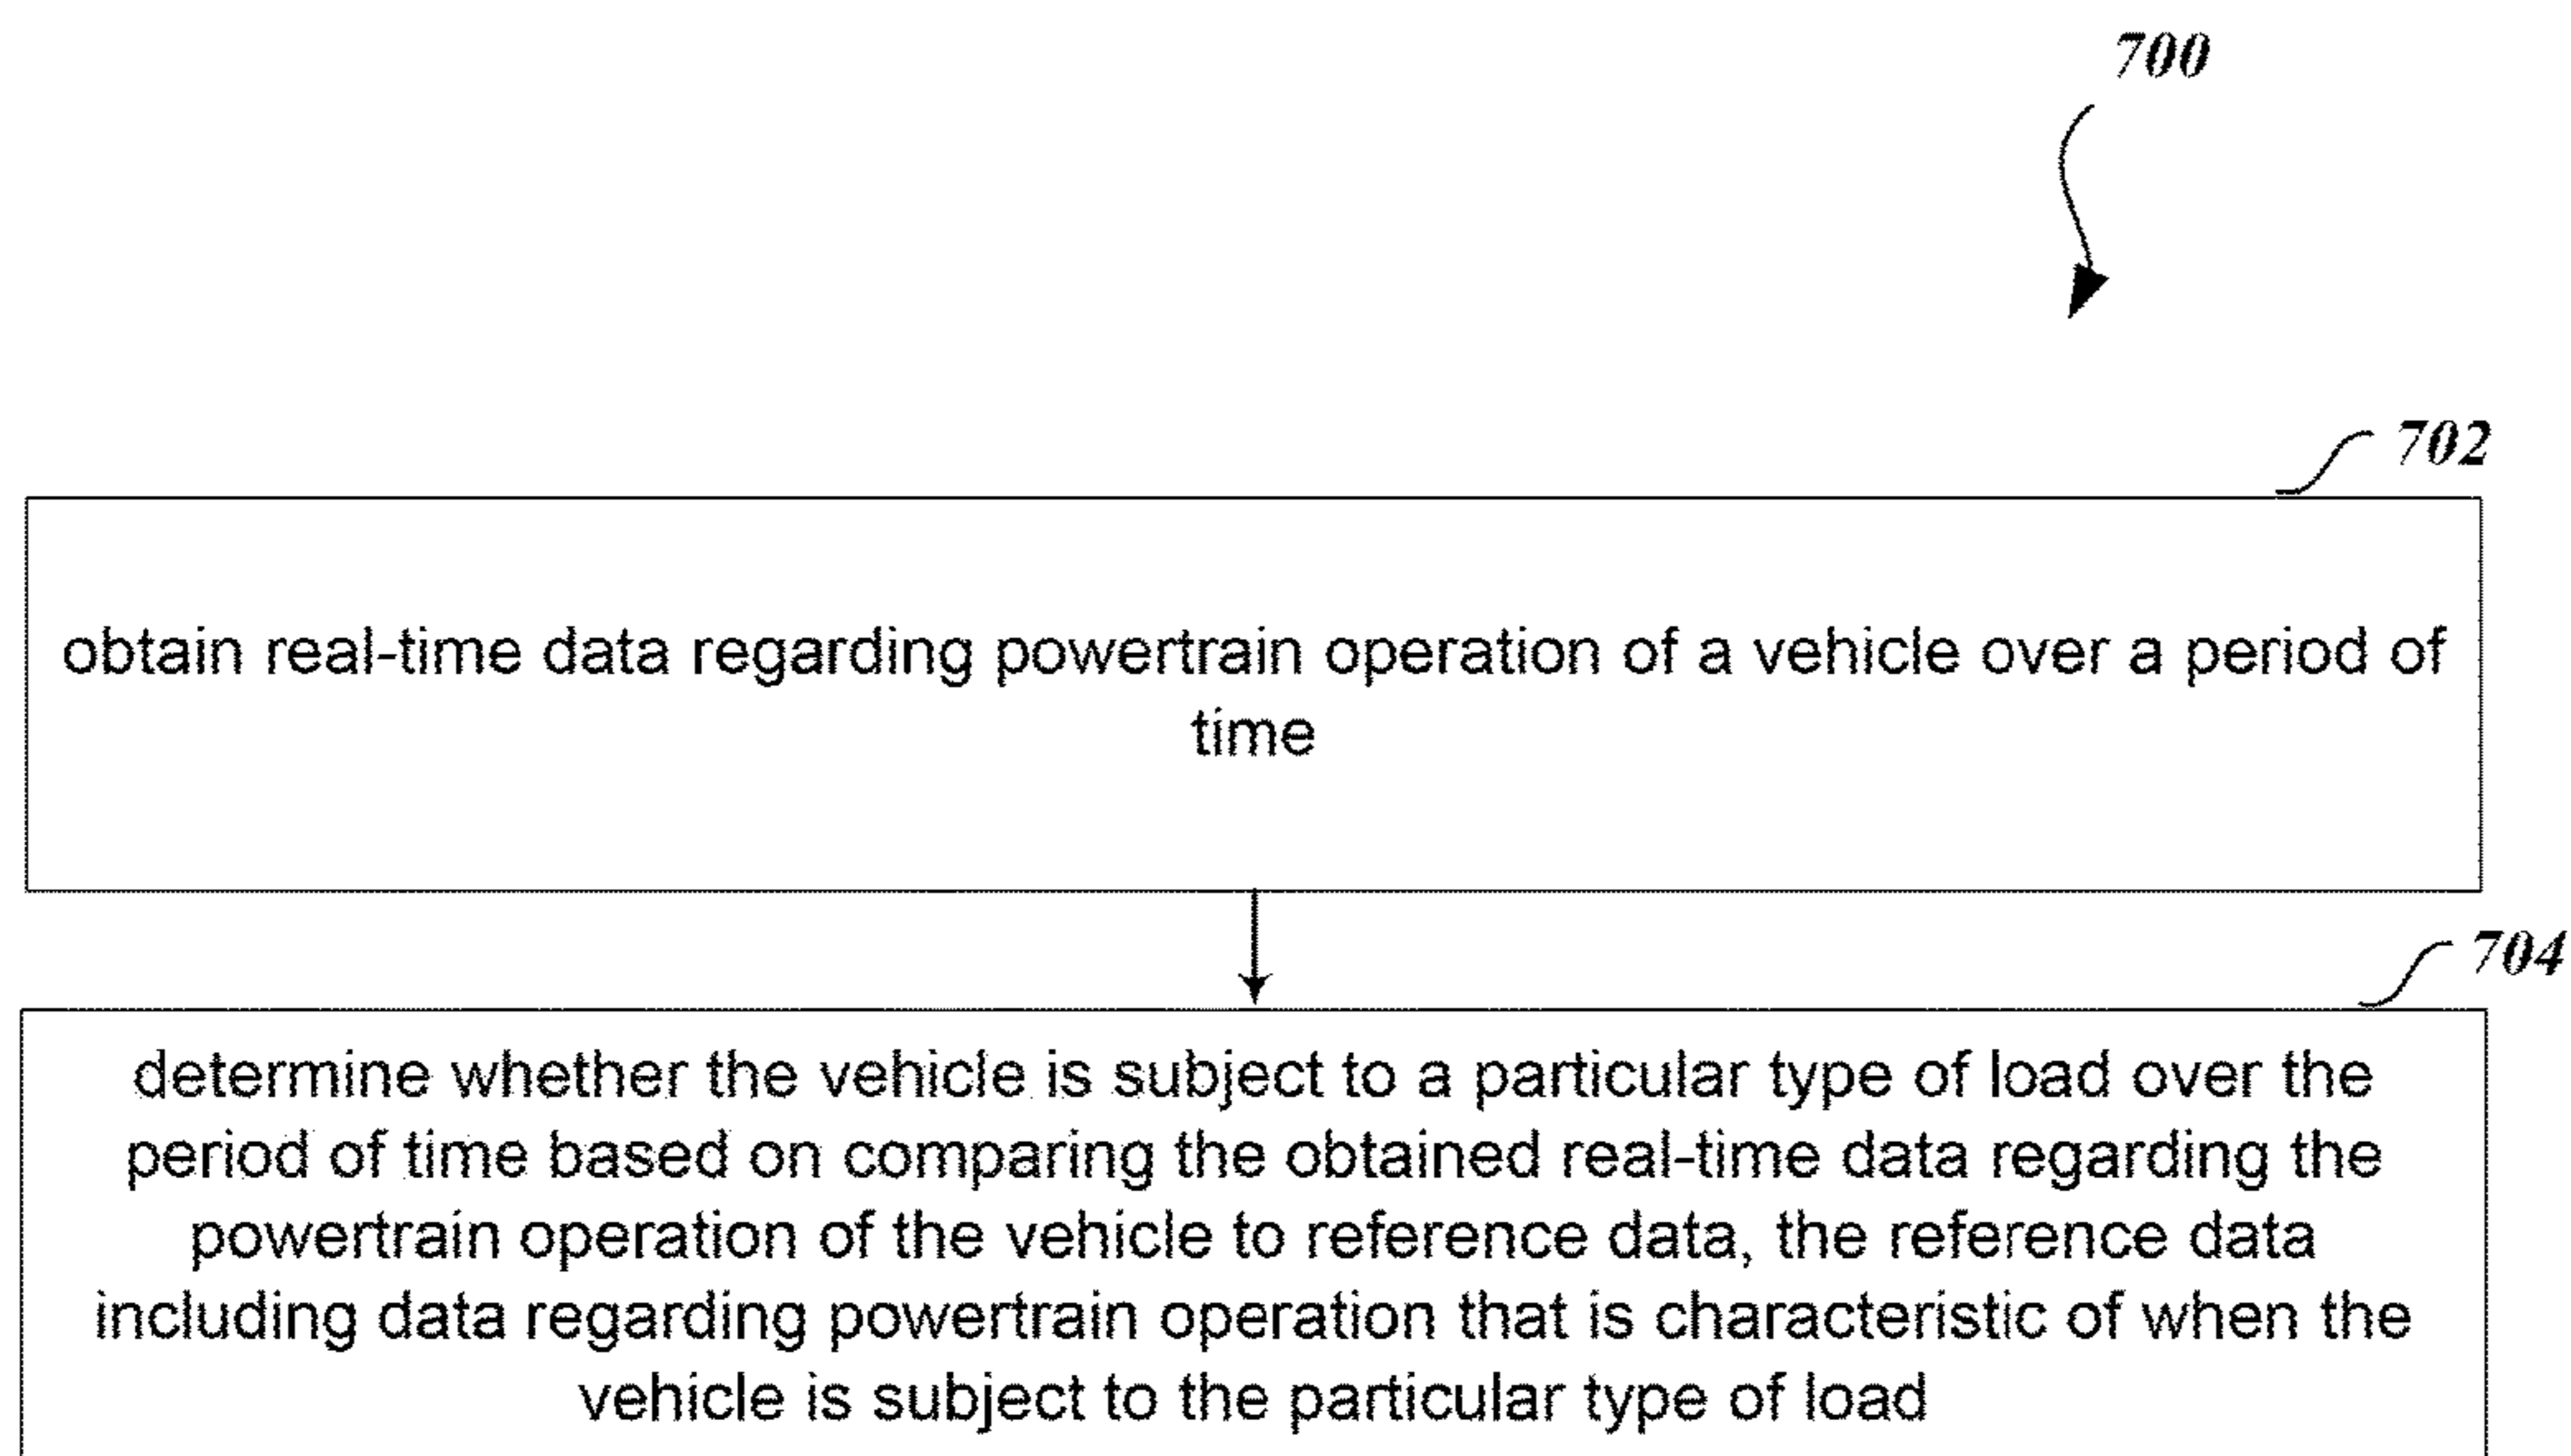 700
702
obtain real-time data regarding powertrain operation of a vehicle over a period of
time
704
determine whether the vehicle is subject to a particular type of load over the
period of time based on comparing the obtained real-time data regarding the
powertrain operation of the vehicle to reference data, the reference data
including data regarding powertrain operation that is characteristic of when the
vehicle is subject to the particular type of load